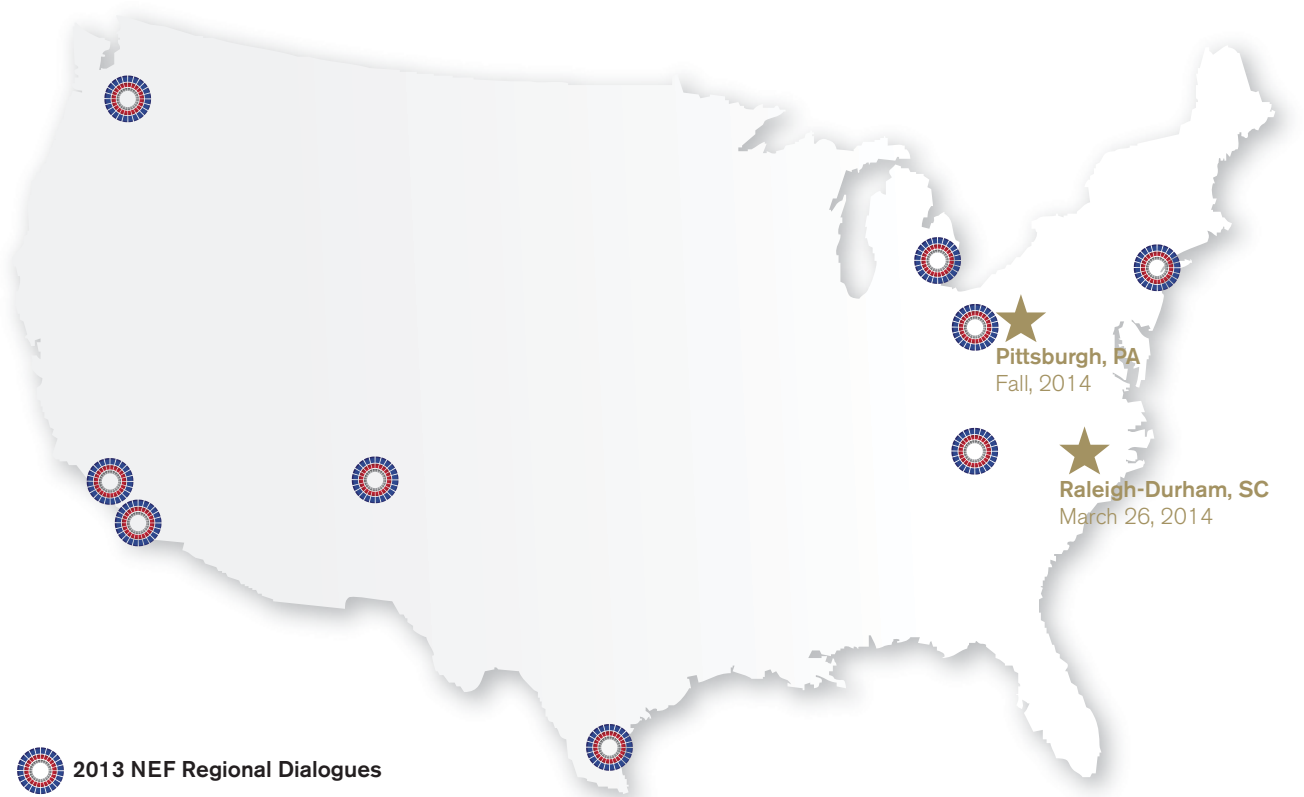 Pittsburgh, PA
Fall, 2014
Raleigh-Durham, SC
March 26, 2014
2013 NEF Regional Dialogues